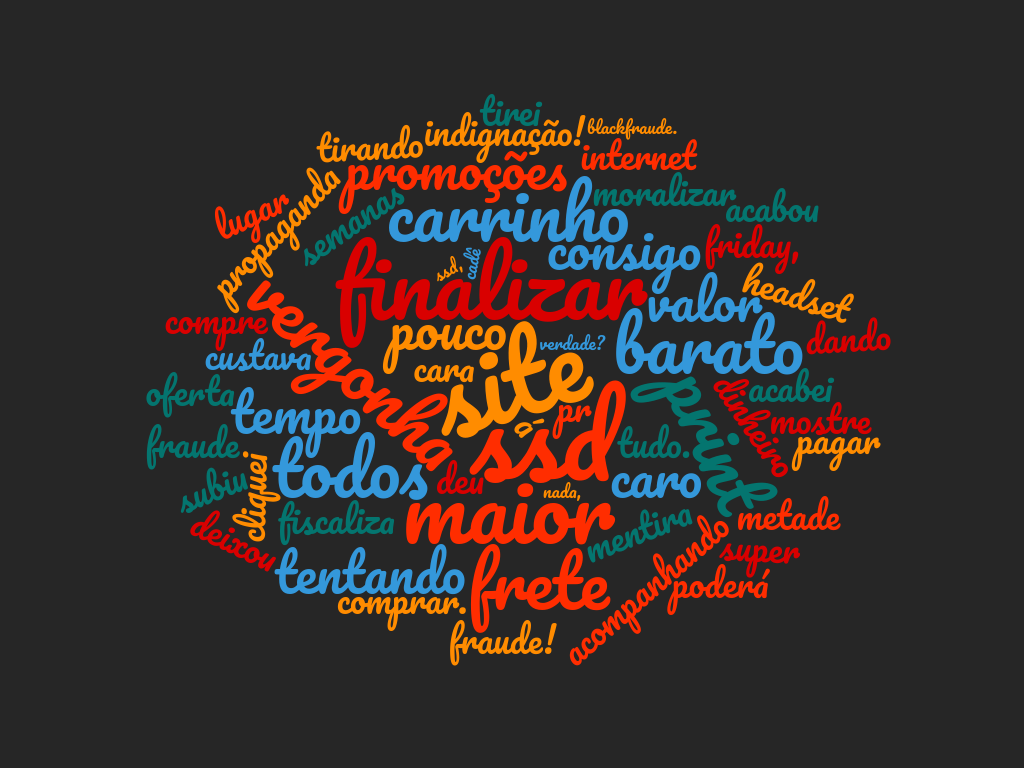 tirei
tirando
indignação!
blackfraude.
promoções
internet
propaganda
semanas
moralizar
acabou
lugar
carrinho
consigo
friday,
ssd,
cadê
finalizar
valor
headset
vergonha
compre
pouco
verdade?
barato
dando
custava
cara
site
print
dinheiro
acabei
oferta
tempo
pr
mostre
fraude
à
ssd
tudo.
pagar
todos
deu
caro
subiu
cliquei
nada,
maior
fiscaliza
mentira
metade
deixou
super
tentando
frete
acompanhando
poderá
comprar.
fraude!